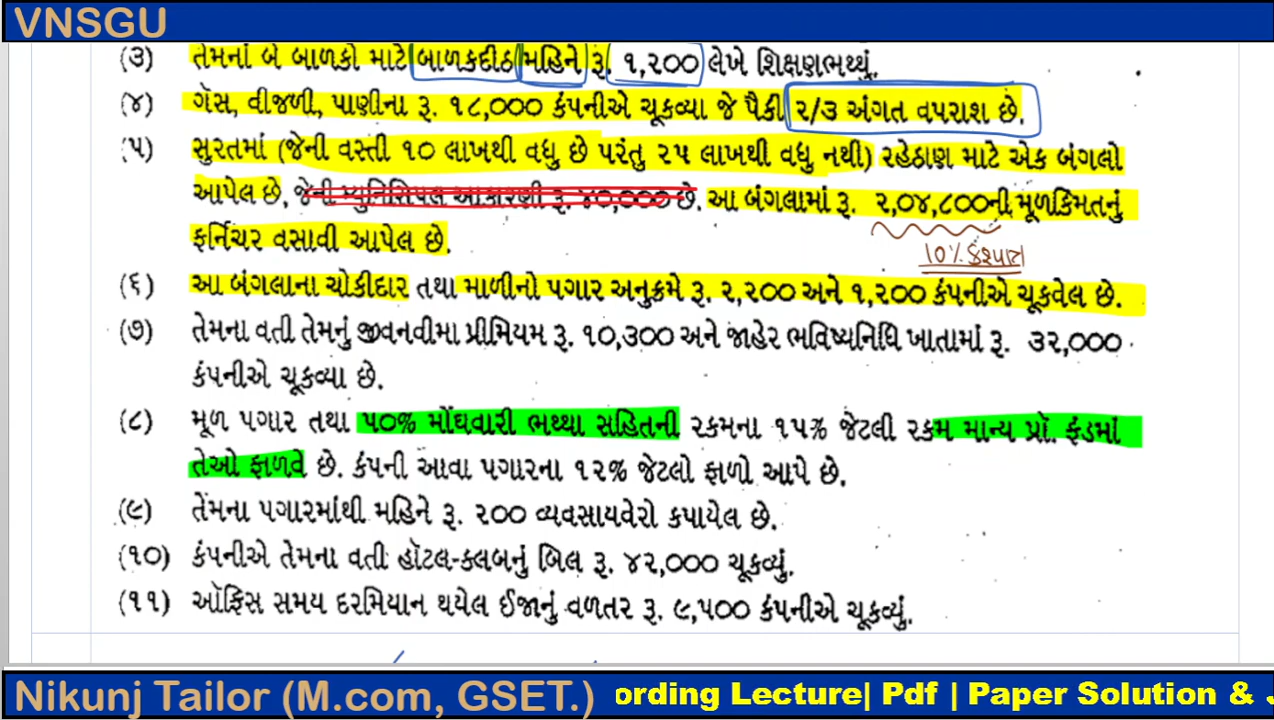 VNSGU
(૩) તેમનાં બે બાળકો માટે બાળકદીઠ મહિને રૂ. ૧,૨૦૦ લેખે શિક્ષણભથ્થું.
(૪) ગૅસ, વીજળી, પાણીના રૂ. ૧૮,૦૦૦ કંપનીએ ચૂકવ્યા જે પૈકી ૨/૩ અંગત વપરાશ છે.
(૫) સુરતમાં (જેની વસ્તી ૧૦ લાખથી વધુ છે પરંતુ ૨૫ લાખથી વધુ નથી) રહેઠાણ માટે એક બંગલો
આપેલ છે, જેની મ્યુનિસિપલ આકારણી રૂ. ૪૦,૦૦૦ છે. આ બંગલામાં રૂ. ૨,૦૪,૮૦૦ની મૂળકિંમતનું
ફર્નિચર વસાવી આપેલ છે.
10%
(૬) આ બંગલાના ચોકીદાર તથા માળીનો પગાર અનુક્રમે રૂ. ૨,૨૦૦ અને ૧,૨૦૦ કંપનીએ ચૂકવેલ છે.
(૭) તેમના વતી તેમનું જીવનવીમા પ્રીમિયમ રૂ. ૧૦,૩૦૦ અને જાહેર ભવિષ્યનિધિ ખાતામાં રૂ. ૩૨,૦૦૦
કંપનીએ ચૂકવ્યા છે.
(૮) મૂળ પગાર તથા ૫૦% મોંઘવારી ભથ્થા સહિતની રકમના ૧૫% જેટલી રકમ માન્ય પ્રૉ. ફંડમાં
તેઓ ફાળવે છે. કંપની આવા પગારના ૧૨% જેટલો ફાળો આપે છે.
(૯) તેમના પગારમાંથી મહિને રૂ. ૨૦૦ વ્યવસાયવેરો કપાયેલ છે.
(૧૦) કંપનીએ તેમના વતી હૉટલ-ક્લબનું બિલ રૂ. ૪૨,૦૦૦ ચૂકવ્યું.
(૧૧) ઑફિસ સમય દરમિયાન થયેલ ઈજાનું વળતર રૂ. ૯,૫૦૦ કંપનીએ ચૂકવ્યું.
Nikunj Tailor (M.com, GSET.) ording Lecture| Pdf | Paper Solution &